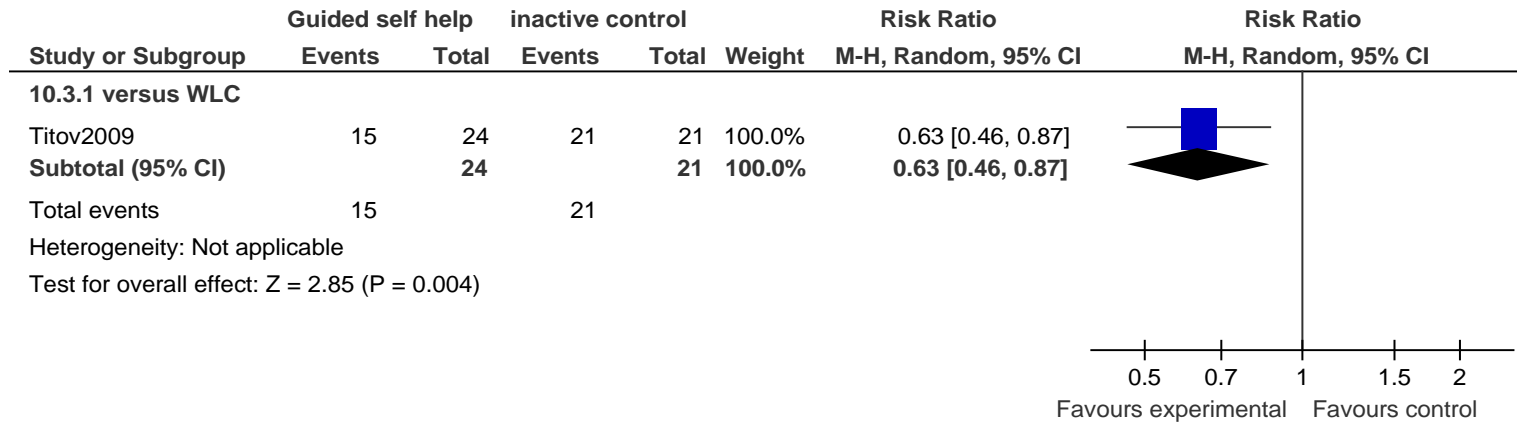 Guided self help inactive control Risk Ratio Risk Ratio
Study or Subgroup Events Total Events Total Weight M-H, Random, 95% CI M-H, Random, 95% CI
10.3.1 versus WLC
Titov2009 15 24 21 21 100.0% 0.63 [0.46, 0.87]
Subtotal (95% CI) 24 21 100.0% 0.63 [0.46, 0.87]
Total events 15 21
Heterogeneity: Not applicable
Test for overall effect: Z = 2.85 (P = 0.004)
0.5 0.7 1 1.5 2
Favours experimental Favours control